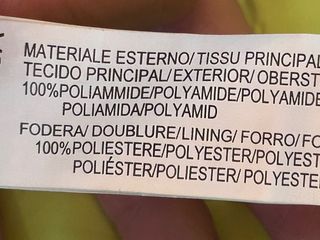 MATERIALE ESTERNO/TISSU PRINCIPAL
TECIDO PRINCIPAL/EXTERIOR/OBERST
100%POLIAMMIDE/POLYAMIDE/POLYAMIDE
POLIAMIDA/POLYAMID
FODERA/DOUBLURE/LINING/FORRO/FO
100%POLIESTERE/POLYESTER/POLYEST
POLIÉSTER/POLIESTER/POLYESTER